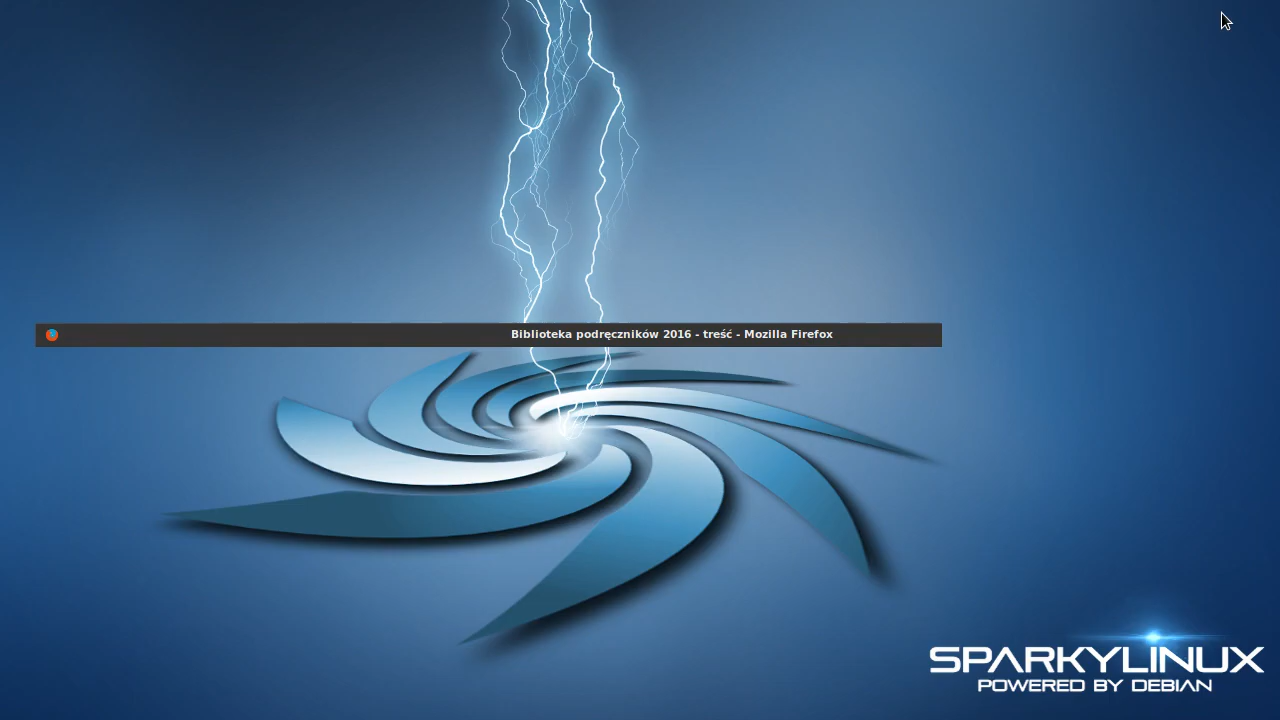 Biblioteka podręczników 2016 - treść - Mozilla Firefox
SPARKYLINUX
POWERED BY DEBIAN